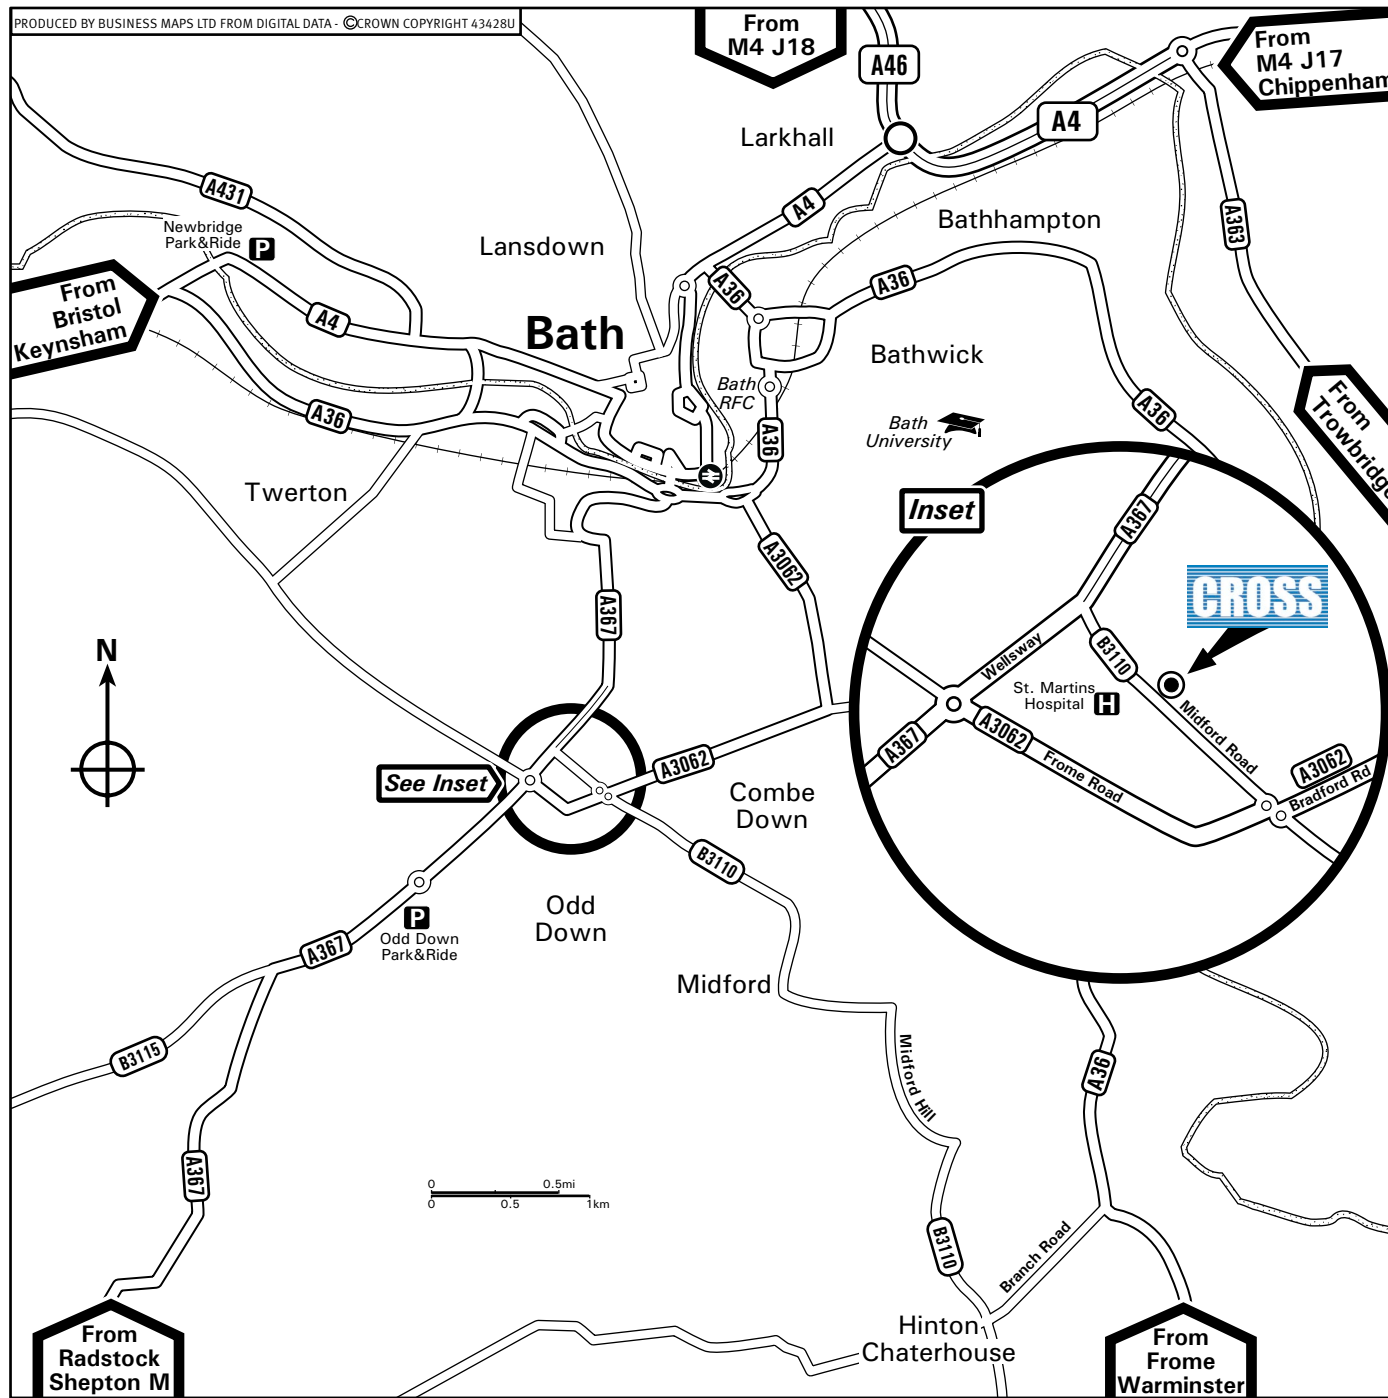 PRODUCED BY BUSINESS MAPS LTD FROM DIGITAL DATA - ©CROWN COPYRIGHT 43428U
From
M4 J18
A46
From
M4 J17
Chippenham
A4
Larkhall
A431
A4
Newbridge
Park&Ride
P
Lansdown
Bathhampton
A363
From
Bristol
Keynsham
A4
Bath
A36
A36
Bathwick
Bath
RFC
A36
From
Trowbridge
A36
A36
Bath
University
Twerton
Inset
A367
A3062
CROSS
A367
N
Wellsway
B3110
St. Martins
Hospital
H
Midford Road
A367
A3062
Frome Road
A3062
Bradford Rd
See Inset
A3062
Combe
Down
B3110
Odd
Down
P
Odd Down
Park&Ride
A367
Midford
B3115
Midford Hill
A36
A367
0
0.5mi
0
0.5
1km
B3110
Branch Road
Hinton
Chaterhouse
From
Radstock
Shepton M
From
Frome
Warminster